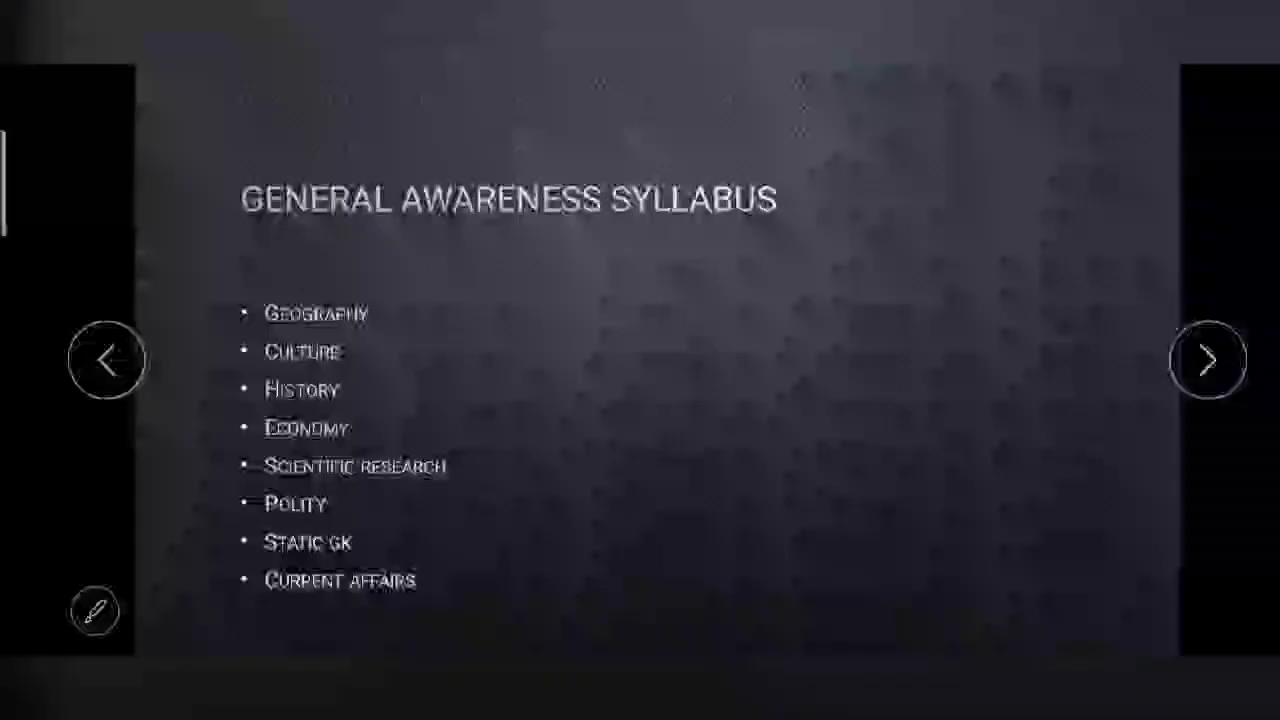 GENERAL AWARENESS SYLLABUS
• GEOGRAPHY
• CULTURE
• HISTORY
• ECONOMY
• SCIENTIFIC RESEARCH
• POLITY
• STATIC GK
• CURRENT AFFAIRS